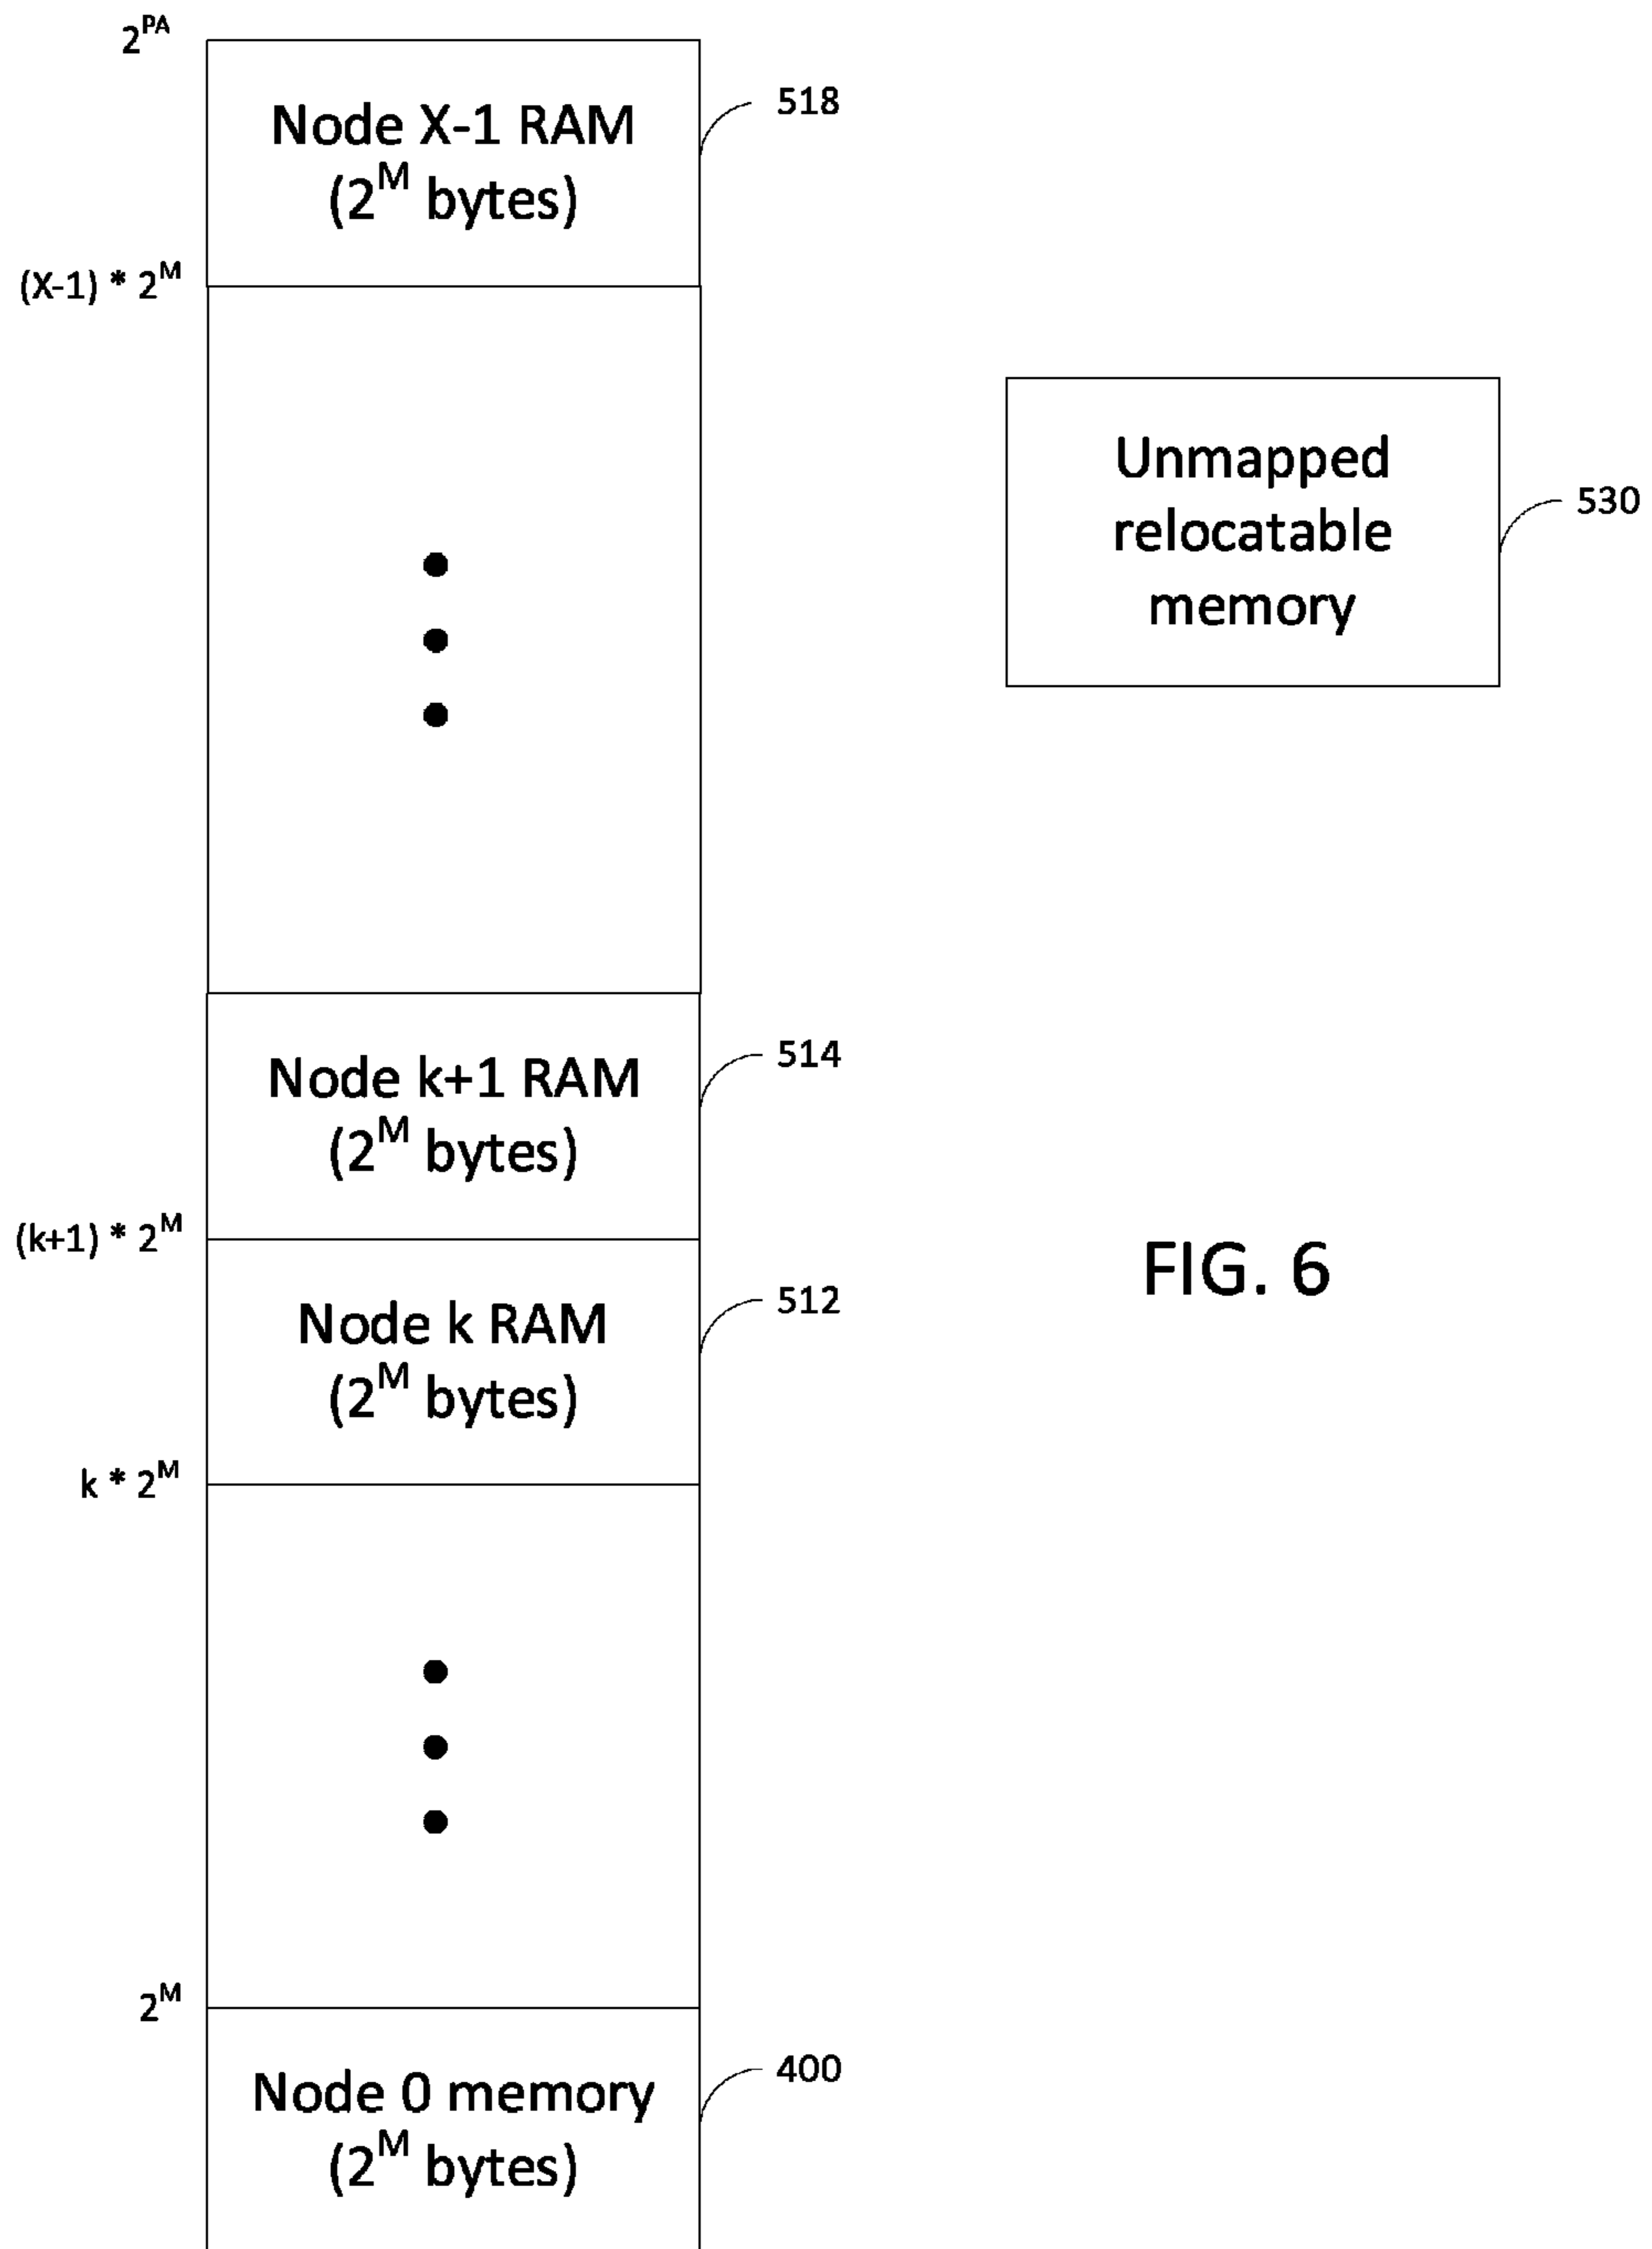 2^PA
Node X-1 RAM
(2^M bytes)
518
(X-1) * 2^M
Unmapped
relocatable
memory
530
Node k+1 RAM
(2^M bytes)
514
(k+1) * 2^M
Node k RAM
(2^M bytes)
512
k * 2^M
FIG. 6
2^M
Node 0 memory
(2^M bytes)
400